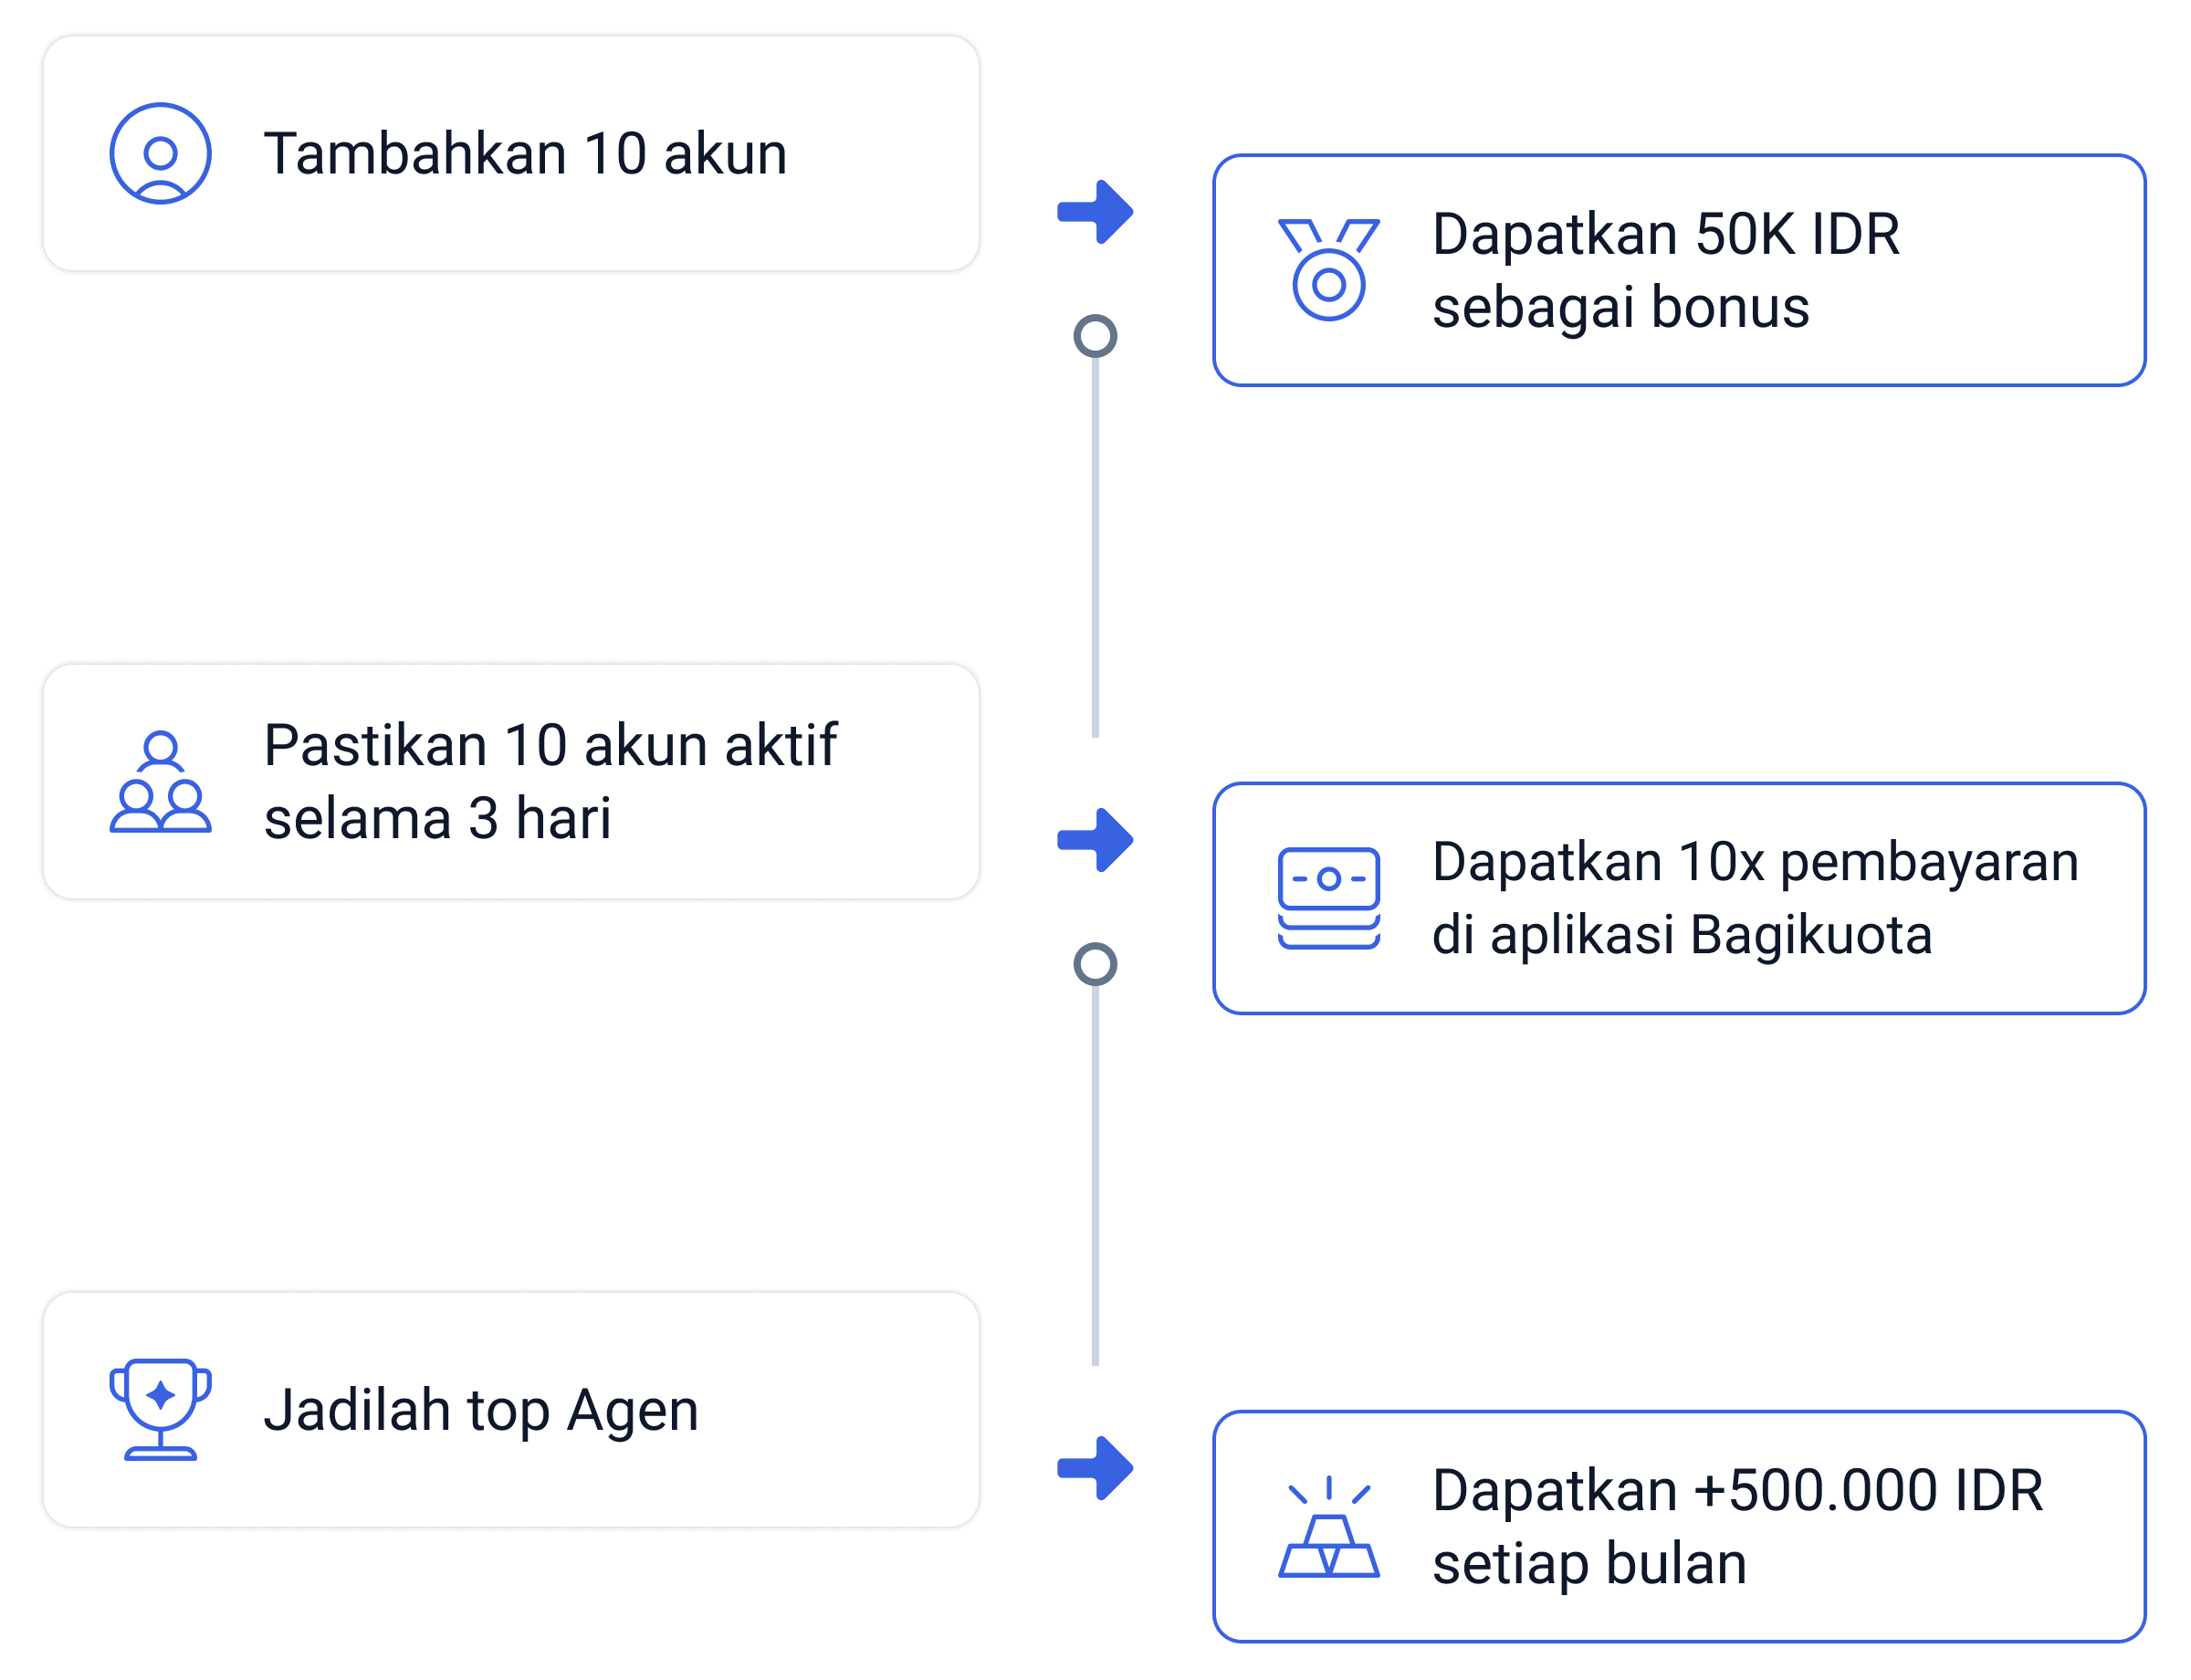 Tambahkan 10 akun
Dapatkan 50K IDR
sebagai bonus
Pastikan 10 akun aktif
selama 3 hari
Dapatkan 10x pembayaran
di aplikasi Bagikuota
Jadilah top Agen
Dapatkan +500.000 IDR
setiap bulan